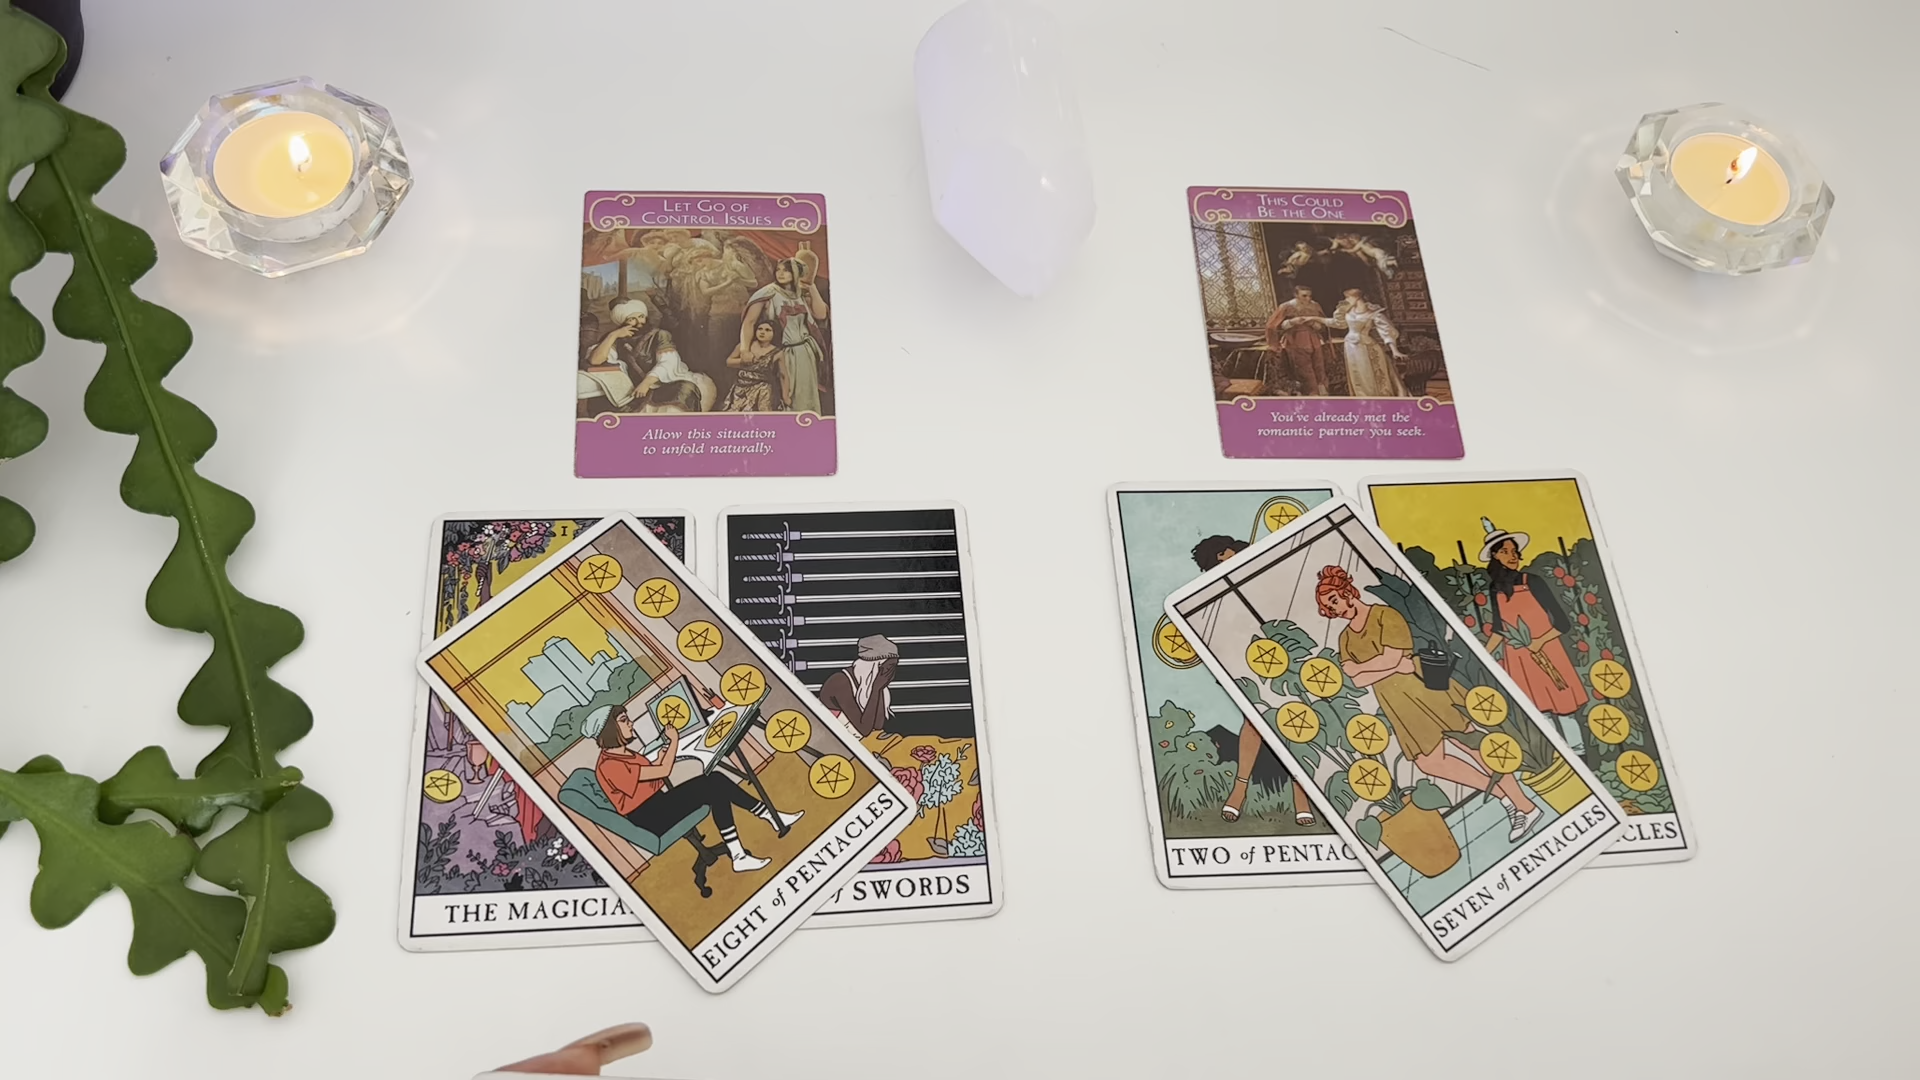 LET GO OF
CONTROL ISSUES
Allow this situation
to unfold naturally.
THIS COULD
BE THE ONE
You've already met the
romantic partner you seek.
I
THE MAGICIA
EIGHT of PENTACLES
of SWORDS
TWO of PENTAC
SEVEN of PENTACLES
CLES